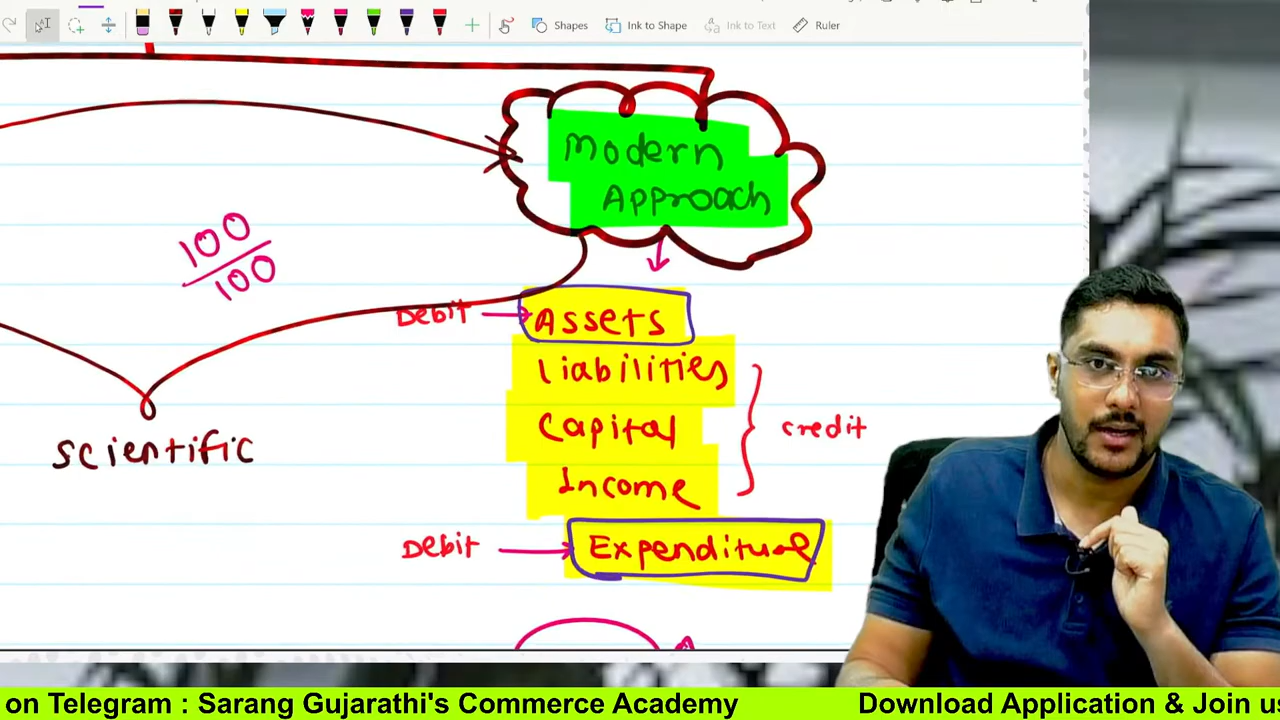 Shapes
Ink to Shape
Ink to Text
Ruler
Modern
Approach
100
100
Debit
Assets
Liabilities
Capital
credit
Income
scientific
Debit
Expenditure
on Telegram : Sarang Gujarathi's Commerce Academy
Download Application & Join us